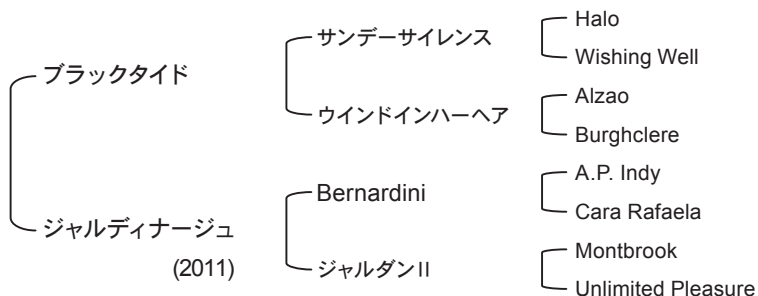 ブラックタイド
ジャルディナージュ
(2011)
サンデーサイレンス
ウインドインハーヘア
Bernardini
ジャルダンII
Halo
Wishing Well
Alzao
Burghclere
A.P. Indy
Cara Rafaela
Montbrook
Unlimited Pleasure